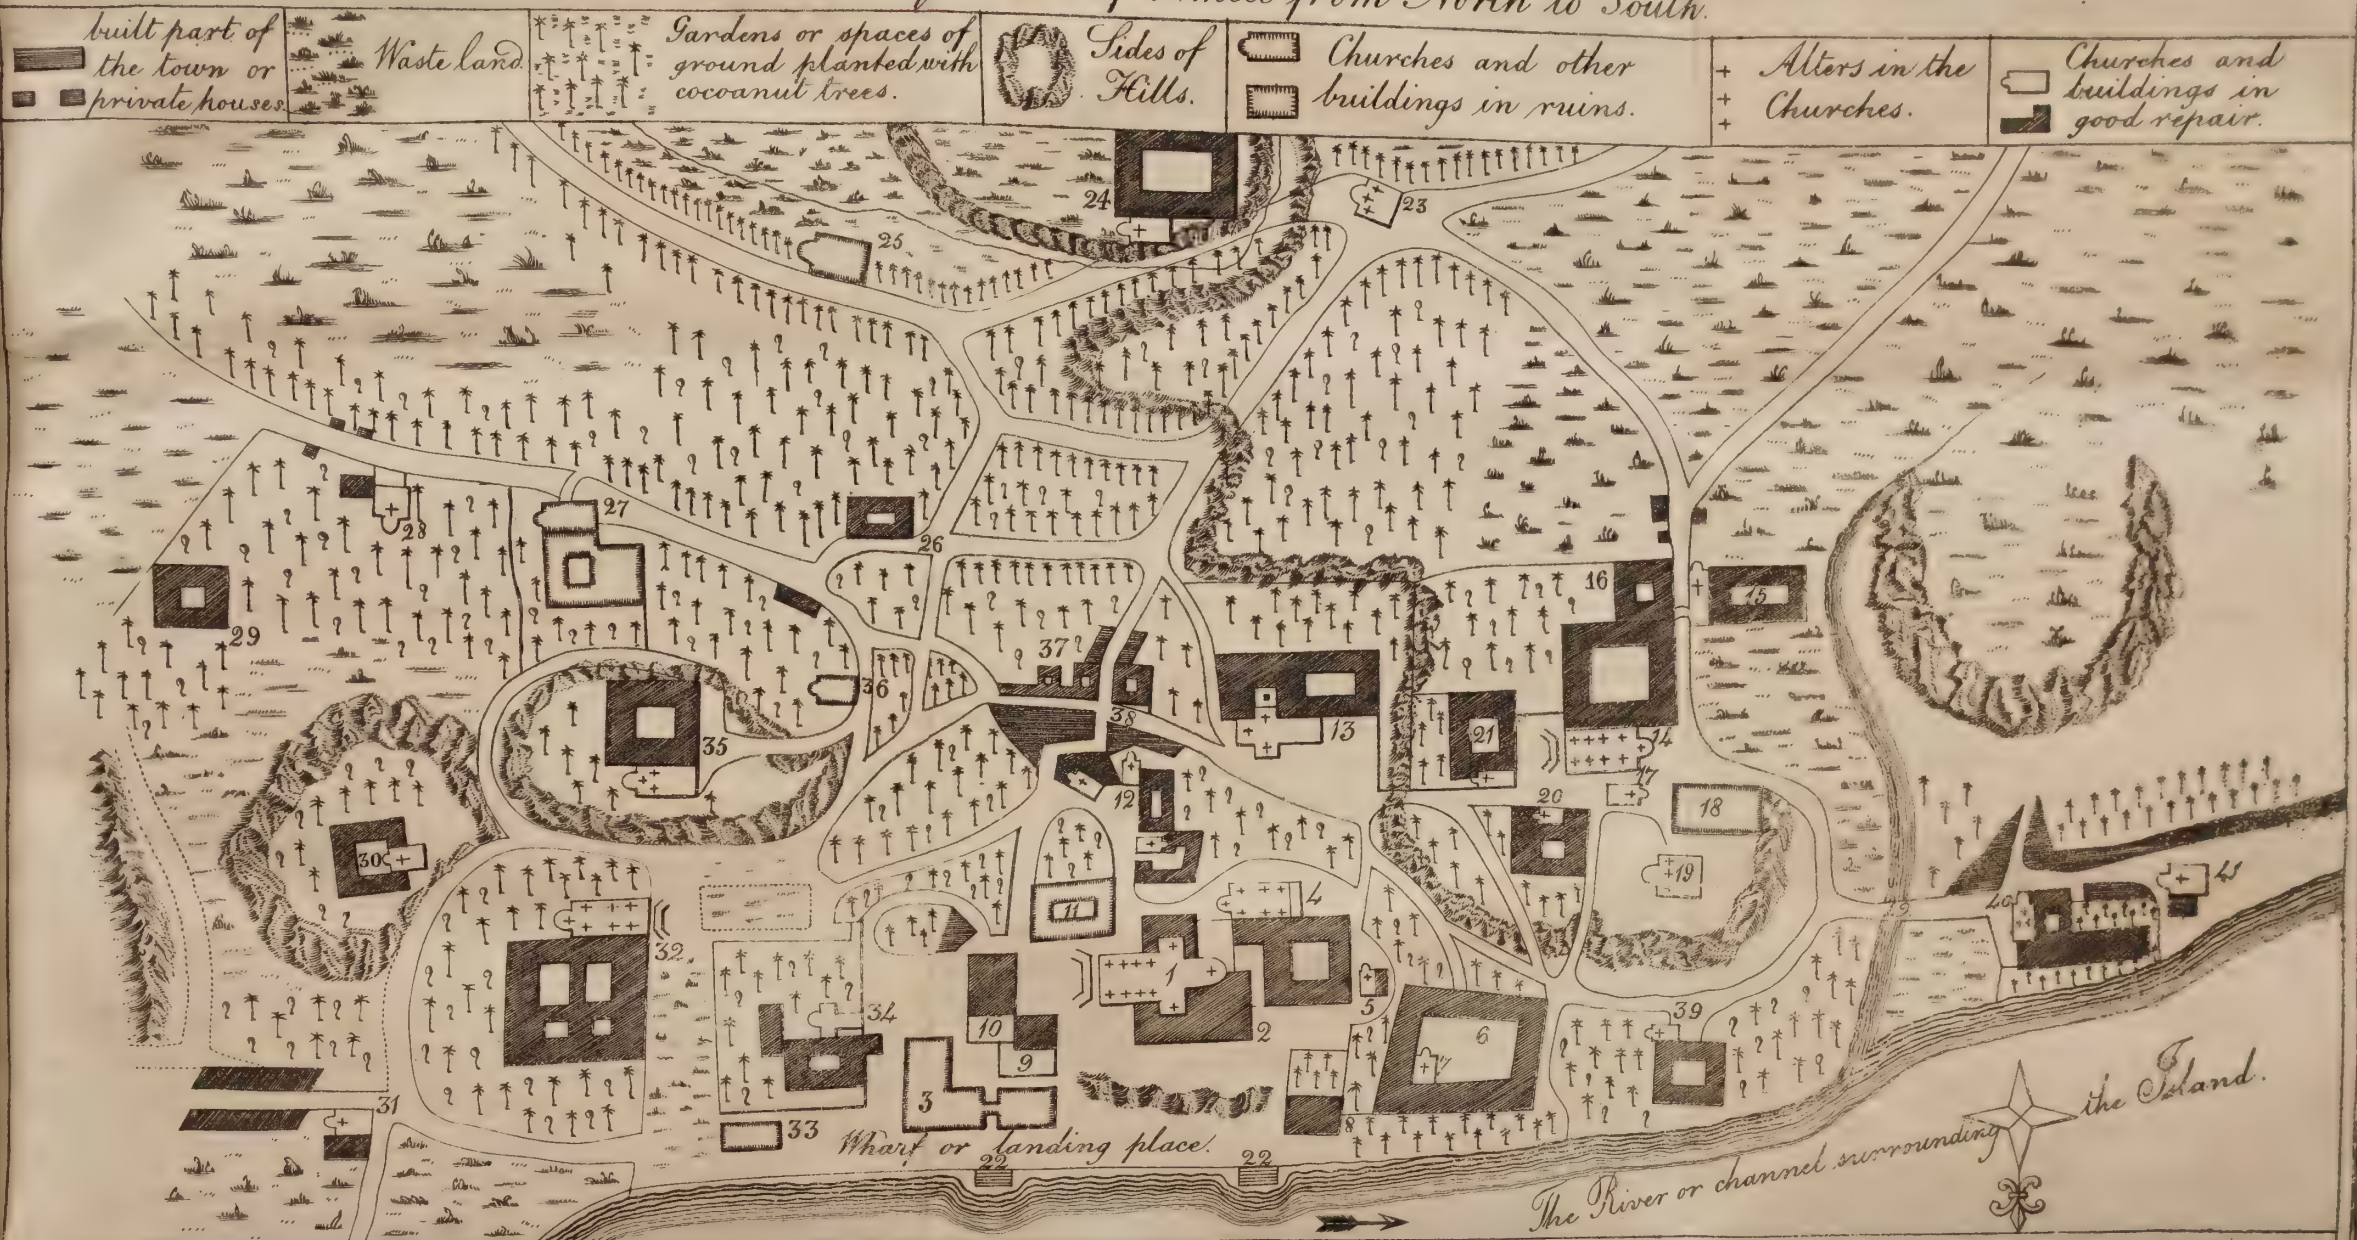 from North to South.
built part of
the town or
private houses.
Waste land
Gardens or spaces of
ground planted with
cocoanut trees.
Sides of
Hills.
Churches and other
buildings in ruins.
Alters in the
Churches.
Churches and
buildings in
good repair.
24
23
25
28
27
26
29
16
15
37
36
38
35
13
21
14
17
12
20
18
30
19
11
4
45
40
32
1
34
10
2
5
6
39
9
7
3
31
33
8
Wharf or landing place.
22
22
The River or channel surrounding
the Island.